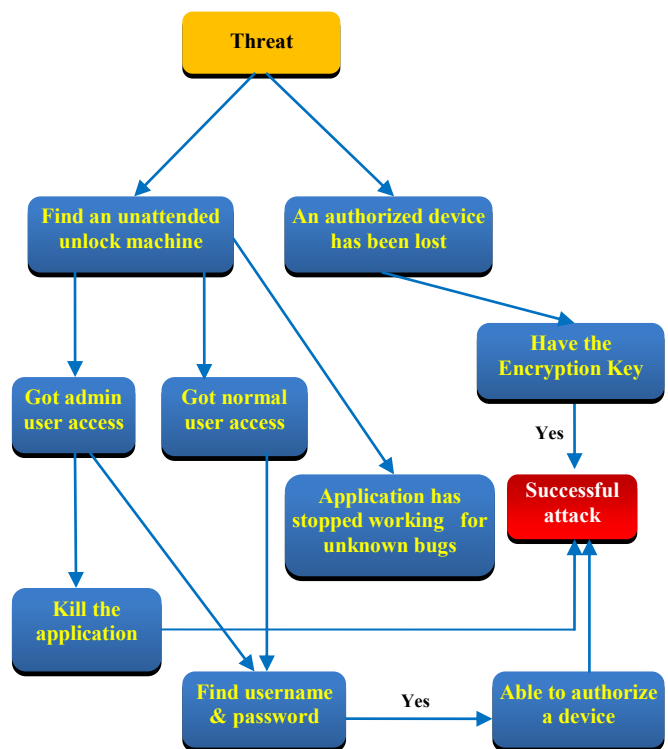 Threat
Find an unattended
unlock machine
An authorized device
has been lost
Have the
Encryption Key
Got admin
user access
Got normal
user access
Yes
Application has
stopped working for
unknown bugs
Successful
attack
Kill the
application
Find username
& password
Yes
Able to authorize
a device